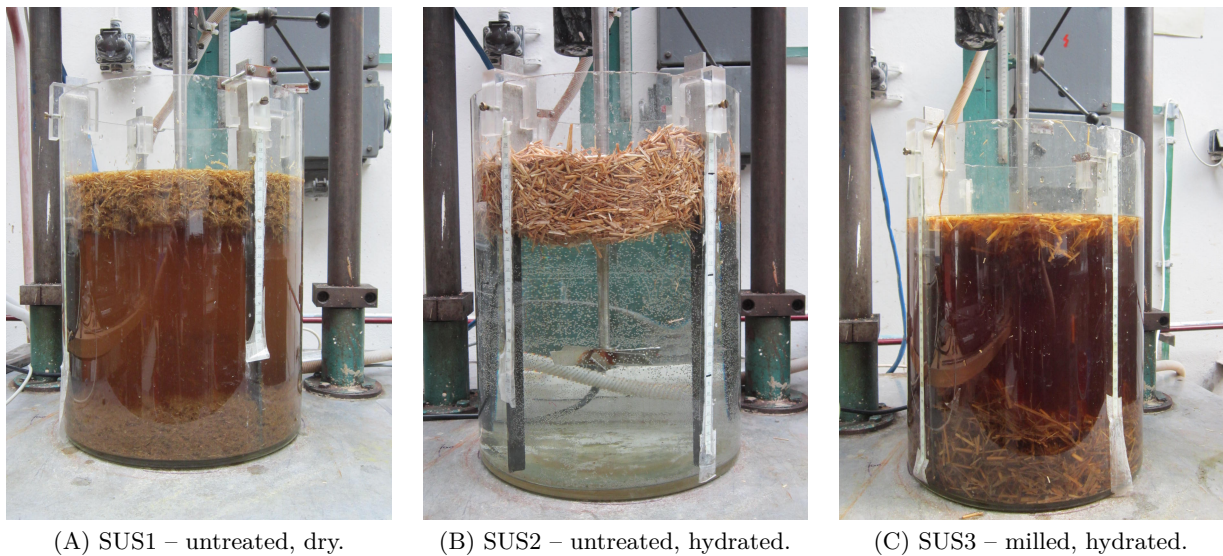 (A) SUS1 – untreated, dry.
(B) SUS2 – untreated, hydrated.
(C) SUS3 – milled, hydrated.